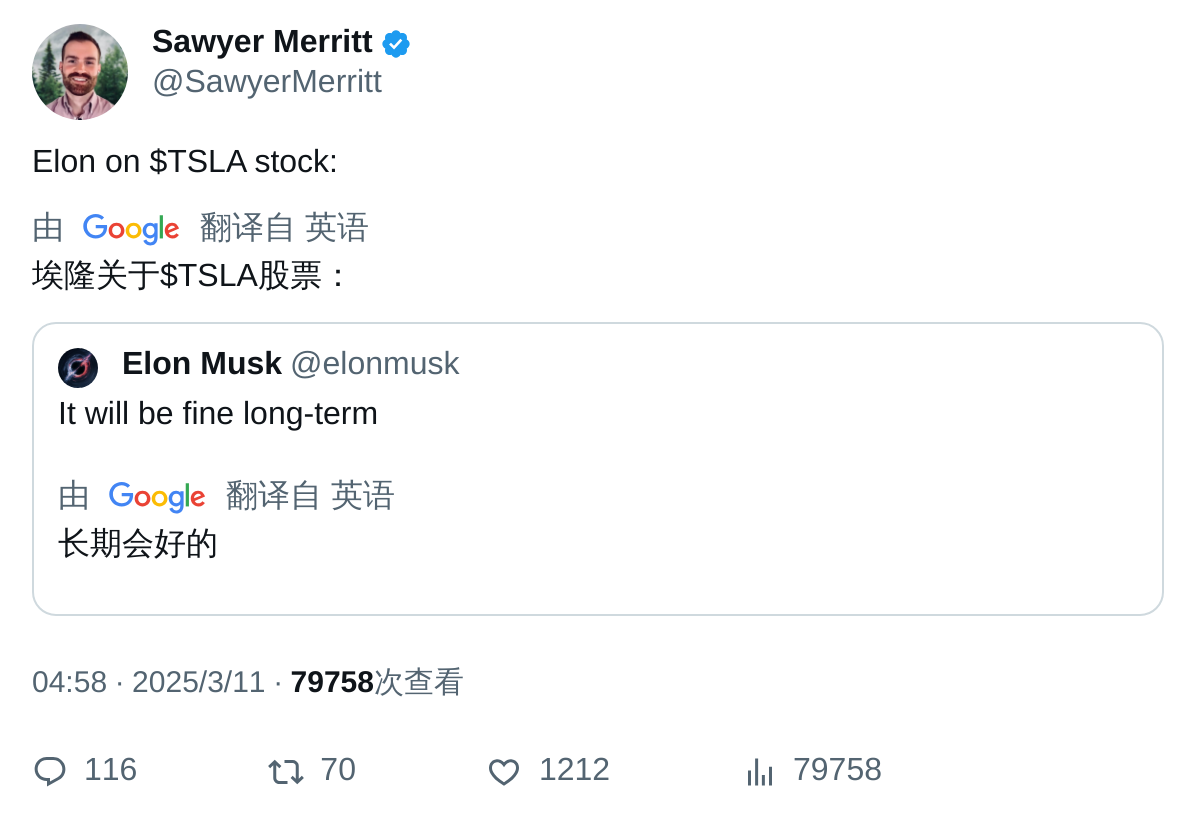 Sawyer Merritt
@SawyerMerritt
Elon on $TSLA stock:
由 Google 翻译自 英语
埃隆关于$TSLA股票：
Elon Musk @elonmusk
It will be fine long-term
由 Google 翻译自 英语
长期会好的
04:58 · 2025/3/11 · 79758次查看
116 70 1212 79758